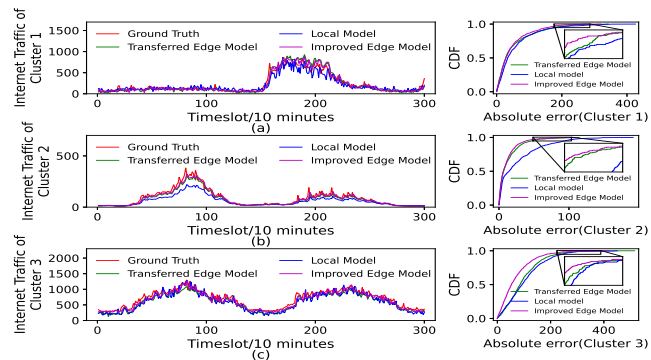 Internet Traffic of
Cluster 1
1500
1000
500
0
Ground Truth
Transferred Edge Model
Local Model
Improved Edge Model
0
100
200
300
Timeslot/10 minutes
(a)
CDF
1.0
0.5
0.0
Transferred Edge Model
Local model
Improved Edge Model
0
200
400
Absolute error(Cluster 1)
Internet Traffic of
Cluster 2
500
0
Ground Truth
Transferred Edge Model
Local Model
Improved Edge Model
0
100
200
300
Timeslot/10 minutes
(b)
CDF
1.0
0.5
0.0
Transferred Edge Model
Local model
Improved Edge Model
0
100
Absolute error(Cluster 2)
Internet Traffic of
Cluster 3
2000
1500
1000
500
0
Ground Truth
Transferred Edge Model
Local Model
Improved Edge Model
0
100
200
300
Timeslot/10 minutes
(c)
CDF
1.0
0.5
0.0
Transferred Edge Model
Local model
Improved Edge Model
0
200
400
Absolute error(Cluster 3)